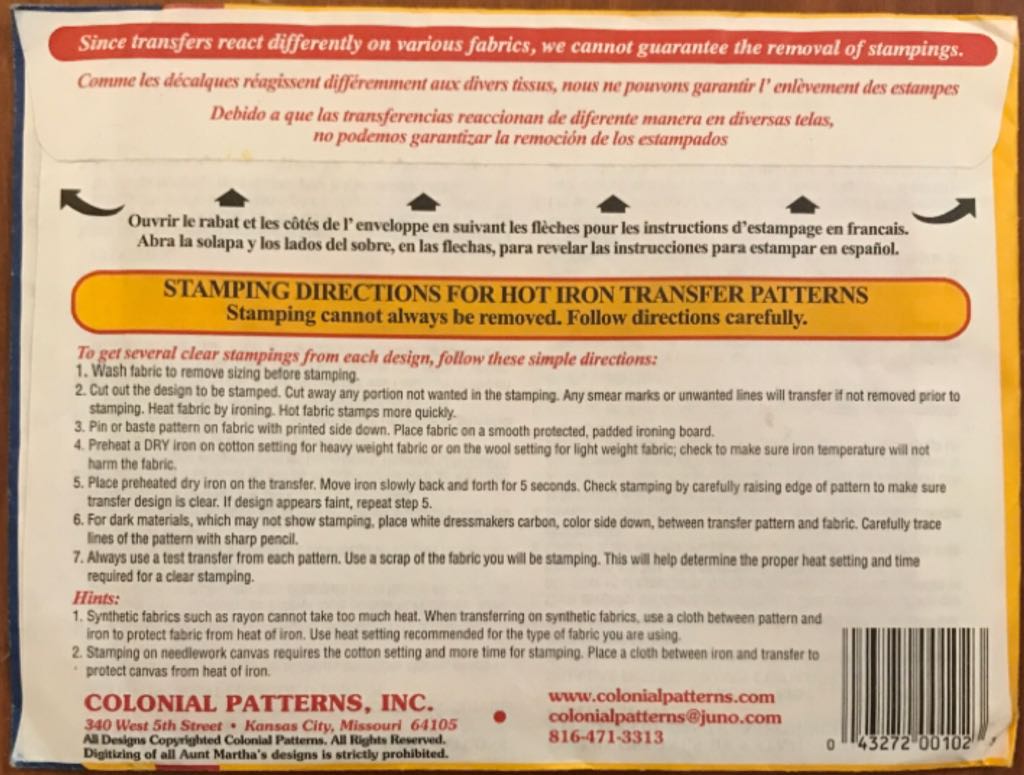 Since transfers react differently on various fabrics, we cannot guarantee the removal of stampings.
Comme les décalques réagissent différemment aux divers tissus, nous ne pouvons garantir l' enlèvement des estampes
Debido a que las transferencias reaccionan de diferente manera en diversas telas,
no podemos garantizar la remoción de los estampados
Ouvrir le rabat et les côtés de l' enveloppe en suivant les flèches pour les instructions d'estampage en francais.
Abra la solapa y los lados del sobre, en las flechas, para revelar las instrucciones para estampar en español.
STAMPING DIRECTIONS FOR HOT IRON TRANSFER PATTERNS
Stamping cannot always be removed. Follow directions carefully.
To get several clear stampings from each design, follow these simple directions:
1. Wash fabric to remove sizing before stamping.
2. Cut out the design to be stamped. Cut away any portion not wanted in the stamping. Any smear marks or unwanted lines will transfer if not removed prior to
stamping. Heat fabric by ironing. Hot fabric stamps more quickly.
3. Pin or baste pattern on fabric with printed side down. Place fabric on a smooth protected, padded ironing board.
4. Preheat a DRY iron on cotton setting for heavy weight fabric or on the wool setting for light weight fabric; check to make sure iron temperature will not
harm the fabric.
5. Place preheated dry iron on the transfer. Move iron slowly back and forth for 5 seconds. Check stamping by carefully raising edge of pattern to make sure
transfer design is clear. If design appears faint, repeat step 5.
6. For dark materials, which may not show stamping, place white dressmakers carbon, color side down, between transfer pattern and fabric. Carefully trace
lines of the pattern with sharp pencil.
7. Always use a test transfer from each pattern. Use a scrap of the fabric you will be stamping. This will help determine the proper heat setting and time
required for a clear stamping.
Hints:
1. Synthetic fabrics such as rayon cannot take too much heat. When transferring on synthetic fabrics, use a cloth between pattern and
iron to protect fabric from heat of iron. Use heat setting recommended for the type of fabric you are using.
2. Stamping on needlework canvas requires the cotton setting and more time for stamping. Place a cloth between iron and transfer to
protect canvas from heat of iron.
COLONIAL PATTERNS, INC.
340 West 5th Street • Kansas City, Missouri 64105
All Designs Copyrighted Colonial Patterns. All Rights Reserved.
Digitizing of all Aunt Martha's designs is strictly prohibited.
www.colonialpatterns.com
colonialpatterns@juno.com
816-471-3313
0 43272 00102